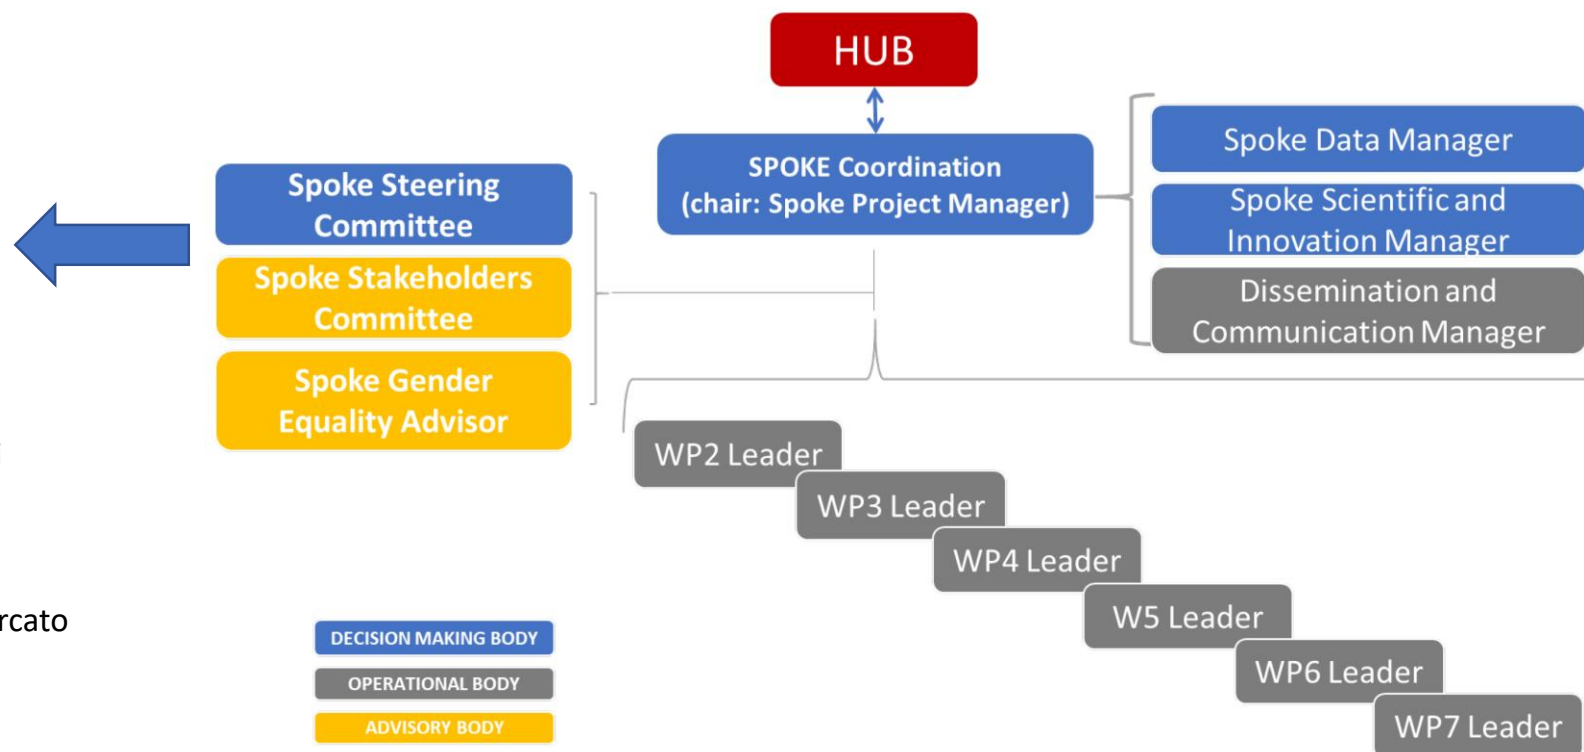 HUB
SPOKE Coordination
(chair: Spoke Project Manager)
Spoke Data Manager
Spoke Scientific and
Innovation Manager
Dissemination and
Communication Manager
Spoke Steering
Committee
Spoke Stakeholders
Committee
Spoke Gender
Equality Advisor
WP2 Leader
WP3 Leader
WP4 Leader
W5 Leader
WP6 Leader
WP7 Leader
rcato
DECISION MAKING BODY
OPERATIONAL BODY
ADVISORY BODY